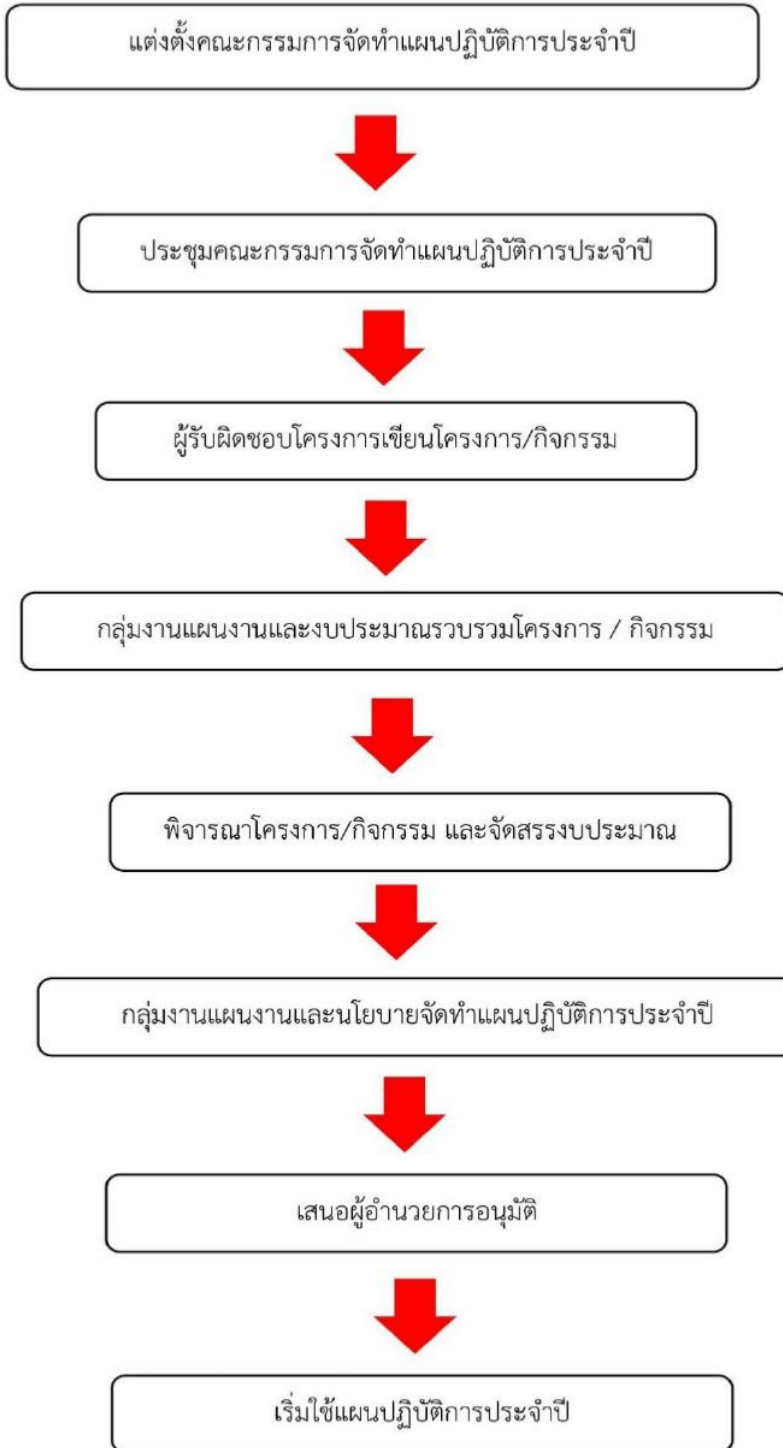 แต่งตั้งคณะกรรมการจัดทำแผนปฏิบัติการประจำปี
ประชุมคณะกรรมการจัดทำแผนปฏิบัติการประจำปี
ผู้รับผิดชอบโครงการเขียนโครงการ/กิจกรรม
กลุ่มงานแผนงานและงบประมาณรวบรวมโครงการ / กิจกรรม
พิจารณาโครงการ/กิจกรรม และจัดสรรงบประมาณ
กลุ่มงานแผนงานและนโยบายจัดทำแผนปฏิบัติการประจำปี
เสนอผู้อำนวยการอนุมัติ
เริ่มใช้แผนปฏิบัติการประจำปี